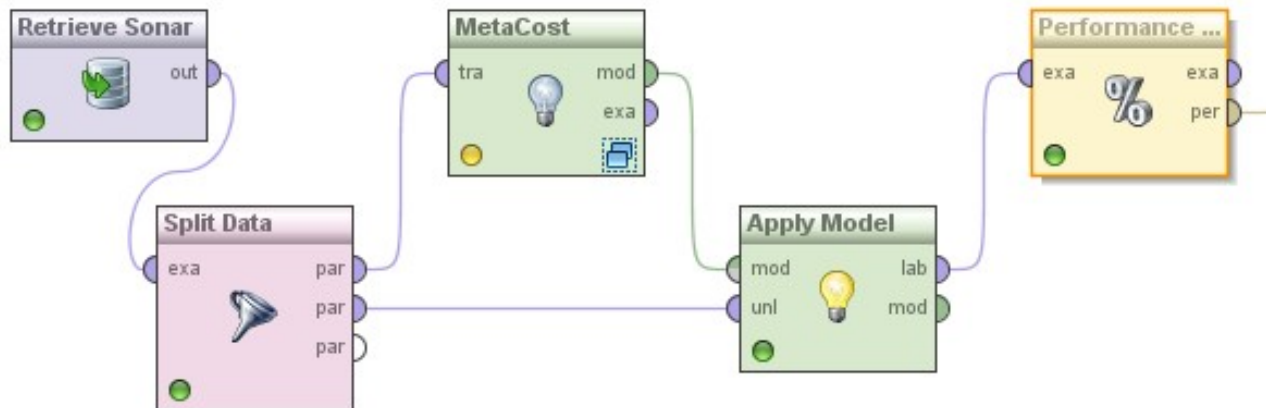 Retrieve Sonar
out
MetaCost
tra mod
exa
Performance ...
exa exa
per
%
Split Data
exa par
par
par
Apply Model
mod lab
unl mod